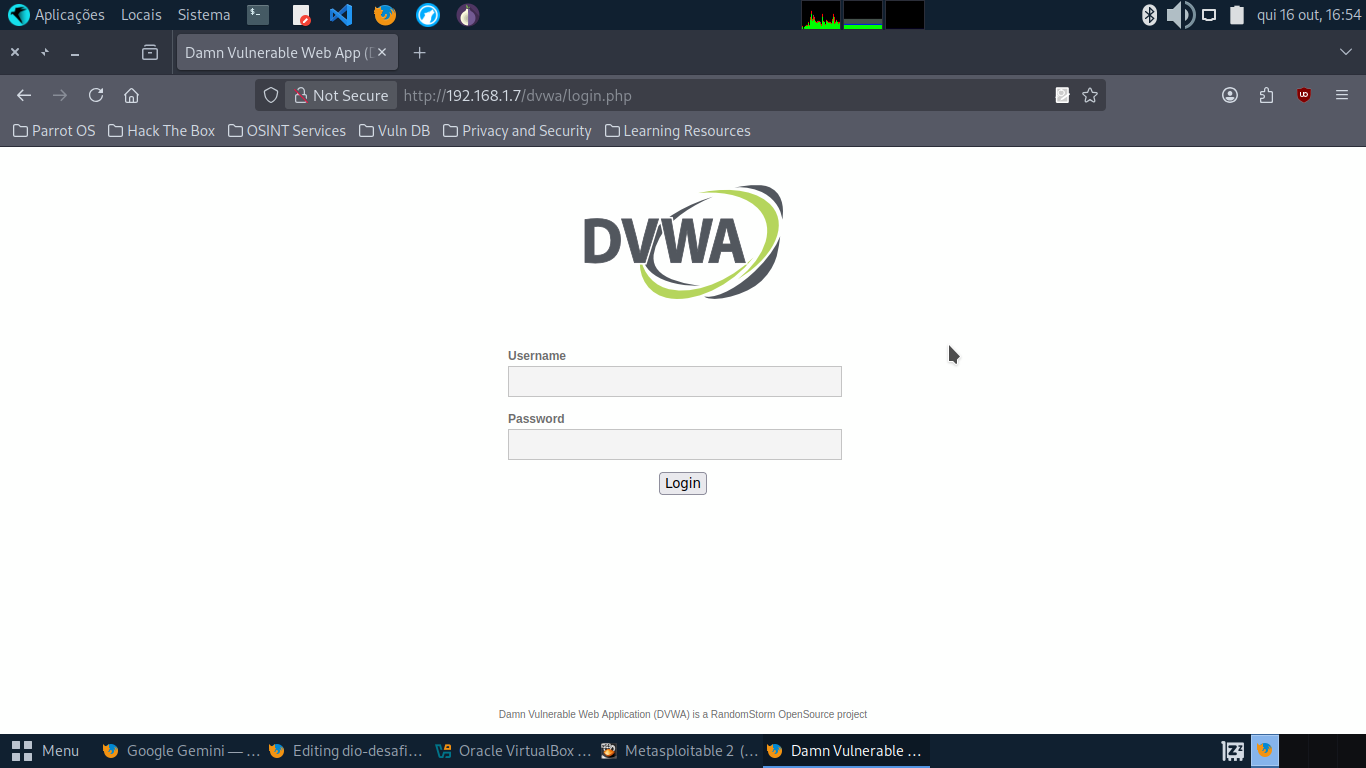 Aplicações Locais Sistema qui 16 out, 16:54
Damn Vulnerable Web App (D
Not Secure http://192.168.1.7/dvwa/login.php
Parrot OS Hack The Box OSINT Services Vuln DB Privacy and Security Learning Resources
DVWA
Username
Password
Login
Damn Vulnerable Web Application (DVWA) is a RandomStorm OpenSource project
Menu Google Gemini — … Editing dio-desafi… Oracle VirtualBox … Metasploitable 2 (… Damn Vulnerable …